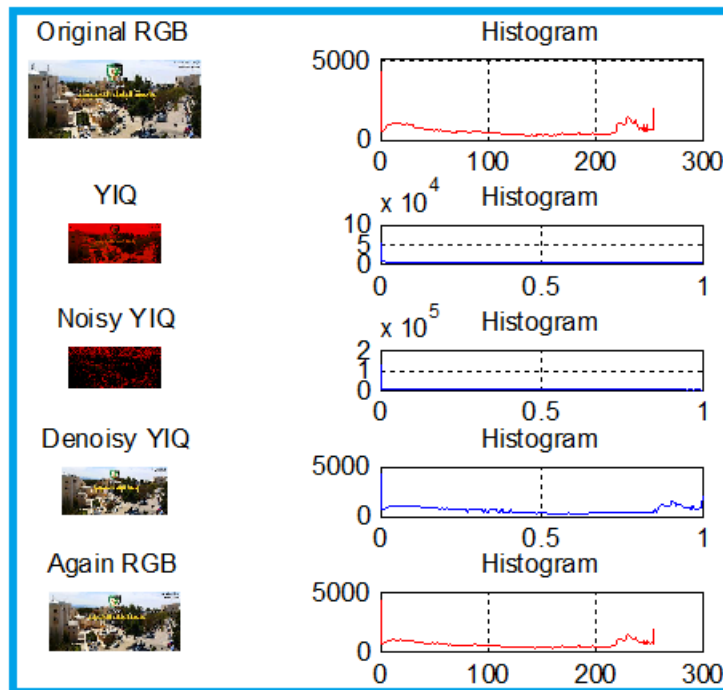 Original RGB
Histogram
5000
0
0 100 200 300
YIQ
Histogram
x 10^4
10
5
0
0 0.5 1
Noisy YIQ
Histogram
x 10^5
2
1
0
0 0.5 1
Denoisy YIQ
Histogram
5000
0
0 0.5 1
Again RGB
Histogram
5000
0
0 100 200 300